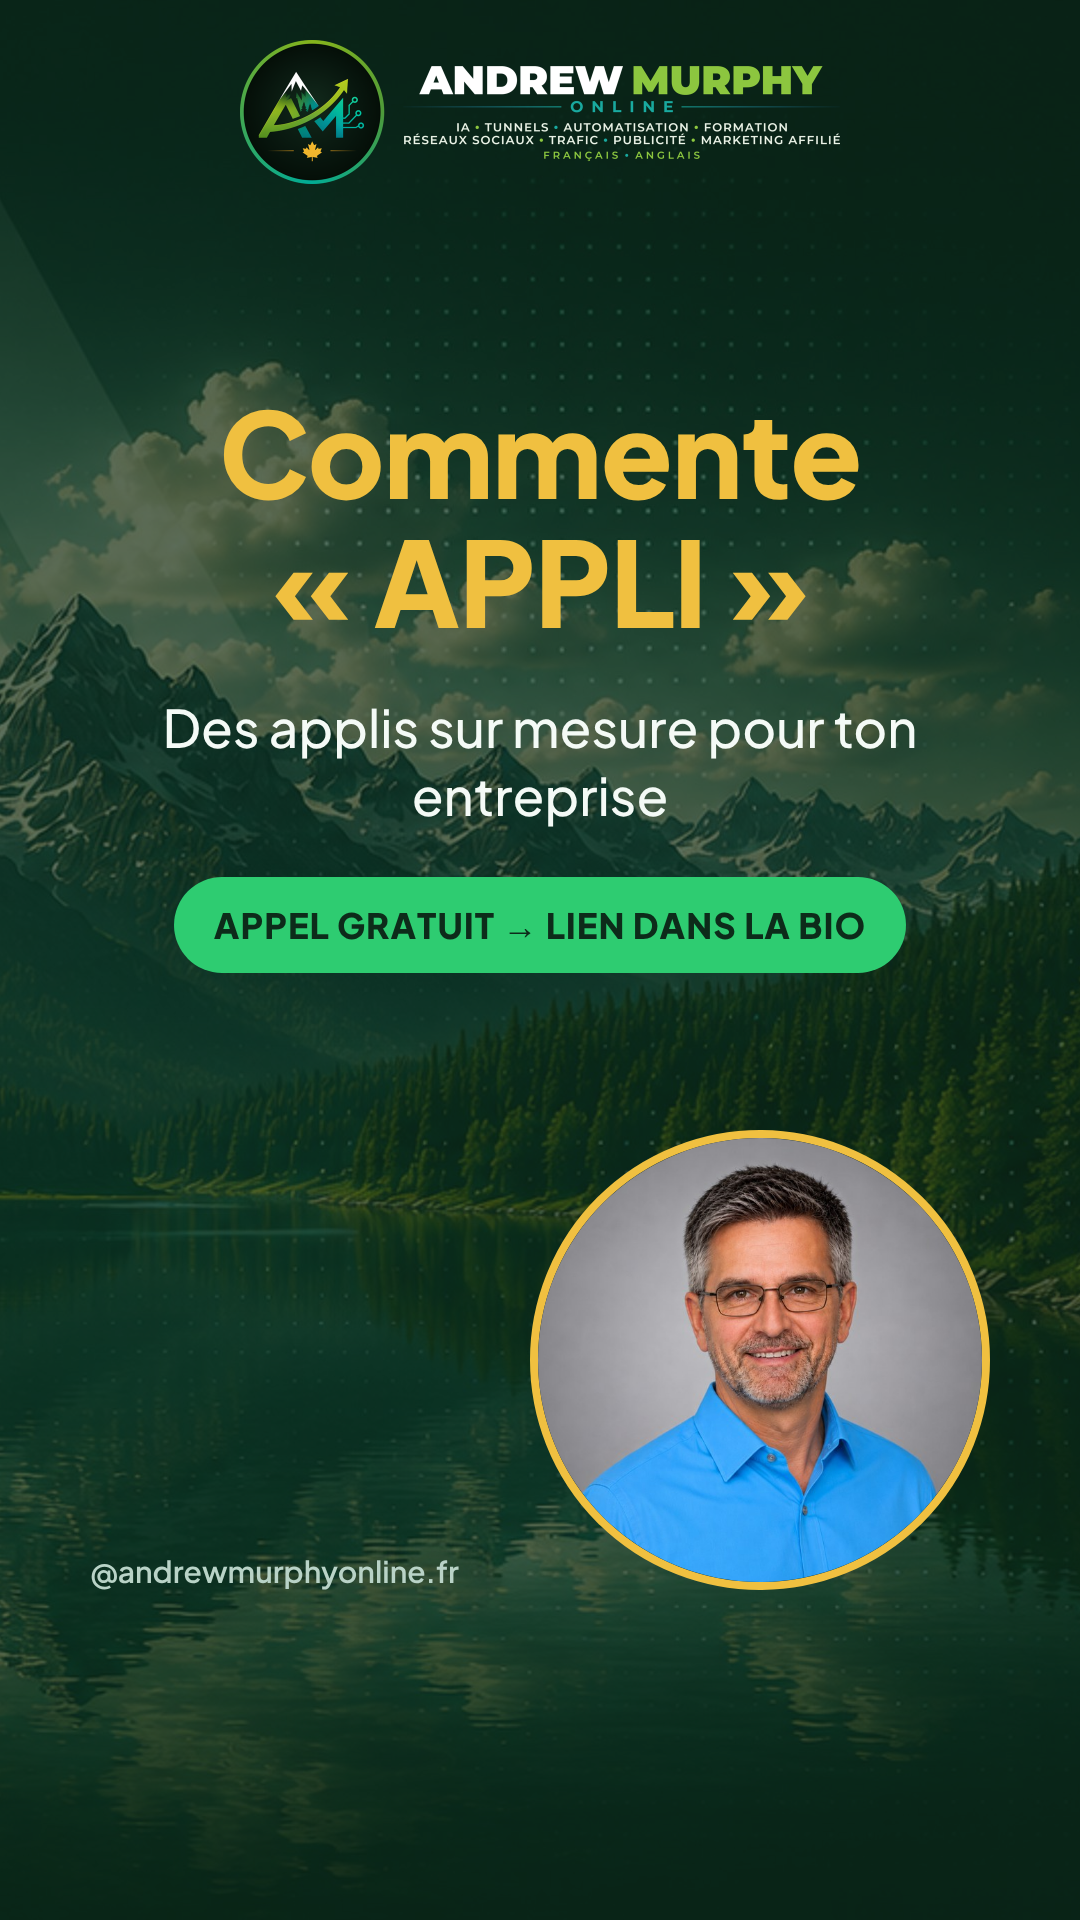 ANDREW MURPHY
ONLINE
IA • TUNNELS • AUTOMATISATION • FORMATION
RÉSEAUX SOCIAUX • TRAFIC • PUBLICITÉ • MARKETING AFFILIÉ
FRANÇAIS • ANGLAIS
Commente
« APPLI »
Des applis sur mesure pour ton
entreprise
APPEL GRATUIT → LIEN DANS LA BIO
@andrewmurphyonline.fr